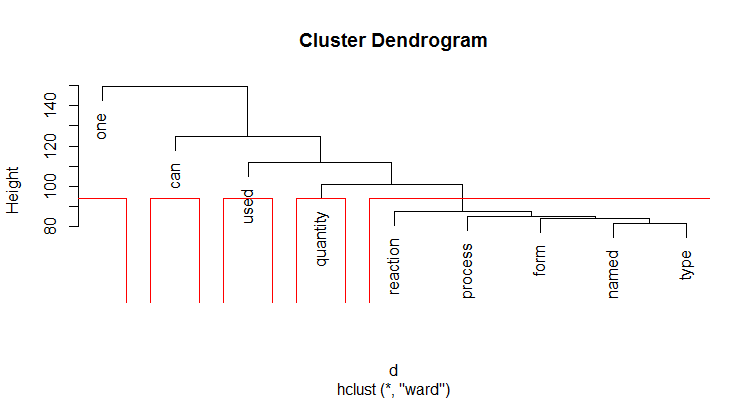 Cluster Dendrogram
Height
140
120
100
80
one
can
used
quantity
reaction
process
form
named
type
d
hclust (*, "ward")